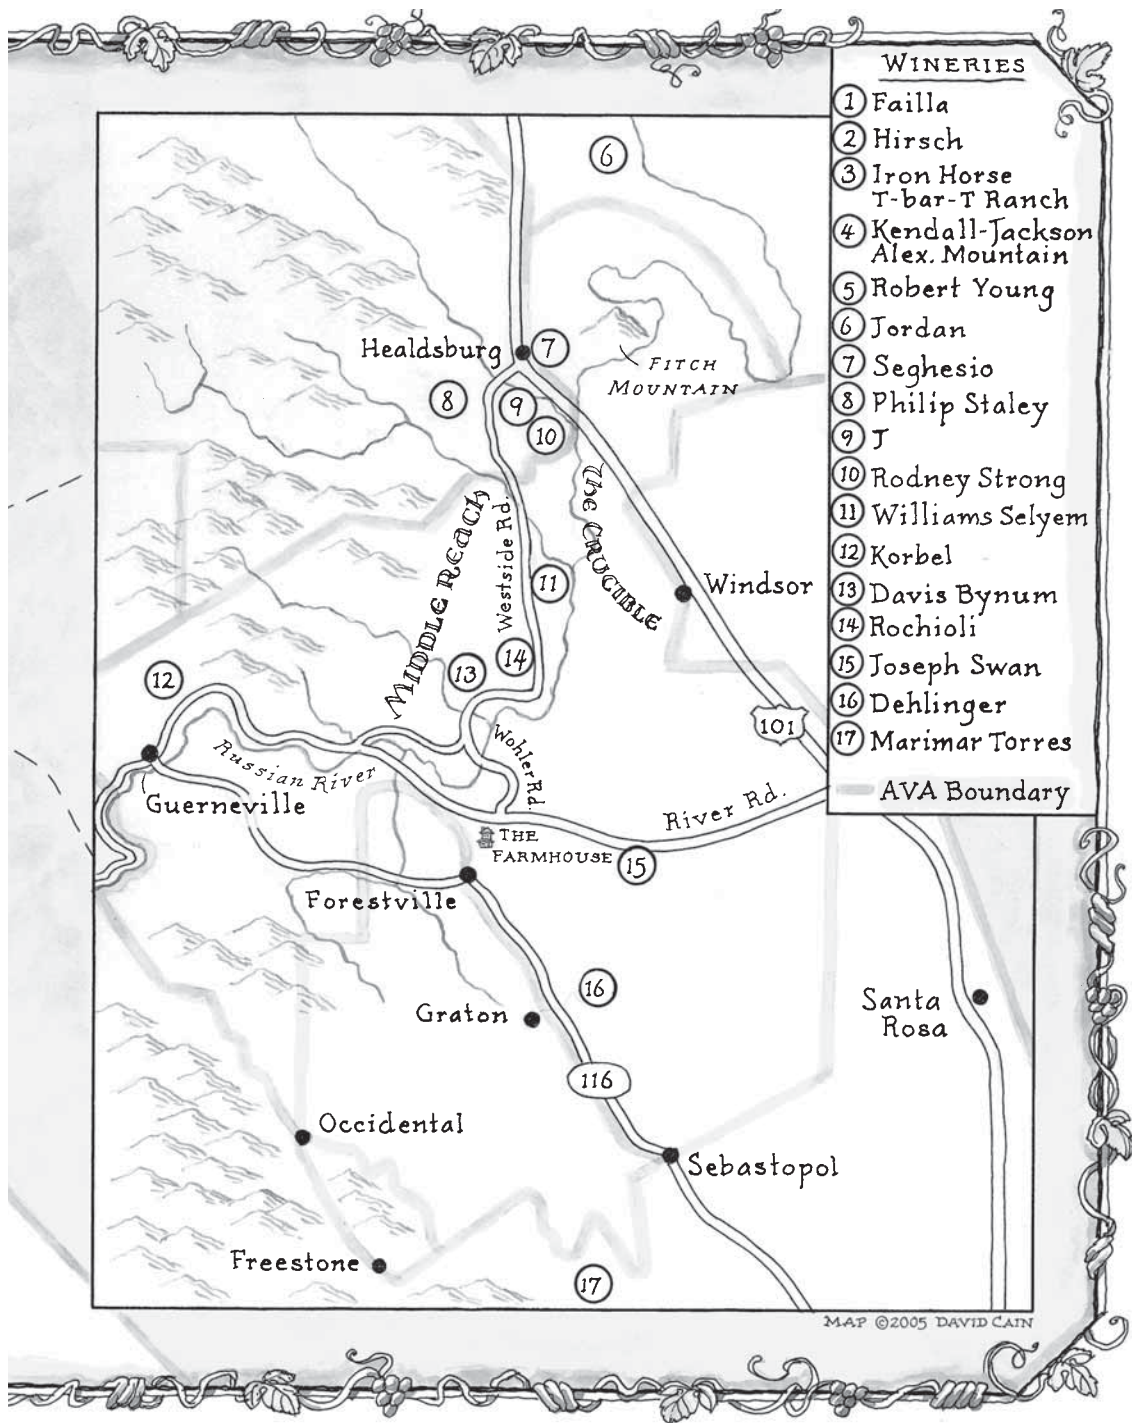 WINERIES
1 Failla
2 Hirsch
3 Iron Horse
T-bar-T Ranch
4 Kendall-Jackson
Alex. Mountain
5 Robert Young
6 Jordan
7 Seghesio
8 Philip Staley
9 J
10 Rodney Strong
11 Williams Selyem
12 Korbel
13 Davis Bynum
14 Rochioli
15 Joseph Swan
16 Dehlinger
17 Marimar Torres
AVA Boundary
6
Healdsburg
7
FITCH
MOUNTAIN
8
9
10
MIDDLE REACH
Westside Rd.
THE CRUCIBLE
11
Windsor
14
13
12
101
Wohler Rd.
Russian River
Guerneville
River Rd.
THE
FARMHOUSE
15
Forestville
16
Graton
Santa
Rosa
116
Occidental
Sebastopol
Freestone
17
MAP ©2005 DAVID CAIN